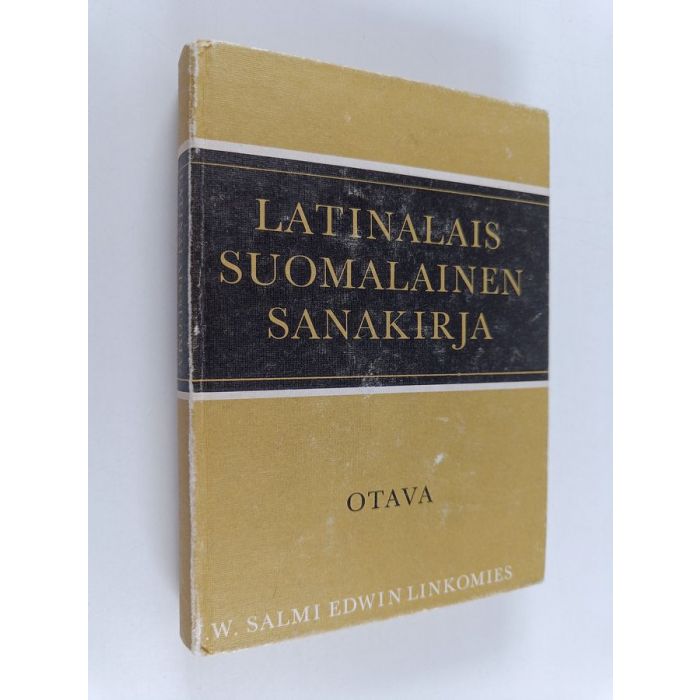 LATINALAIS
SUOMALAINEN
SANAKIRJA
OTAVA
.W. SALMI EDWIN LINKOMIES